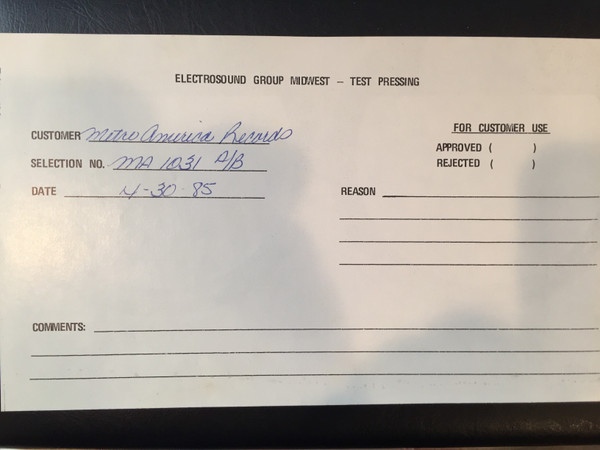 ELECTROSOUND GROUP MIDWEST - TEST PRESSING
CUSTOMER Metro America Records
SELECTION NO. MA 1031 A/B
DATE 4-30-85
FOR CUSTOMER USE
APPROVED ( )
REJECTED ( )
REASON
COMMENTS: